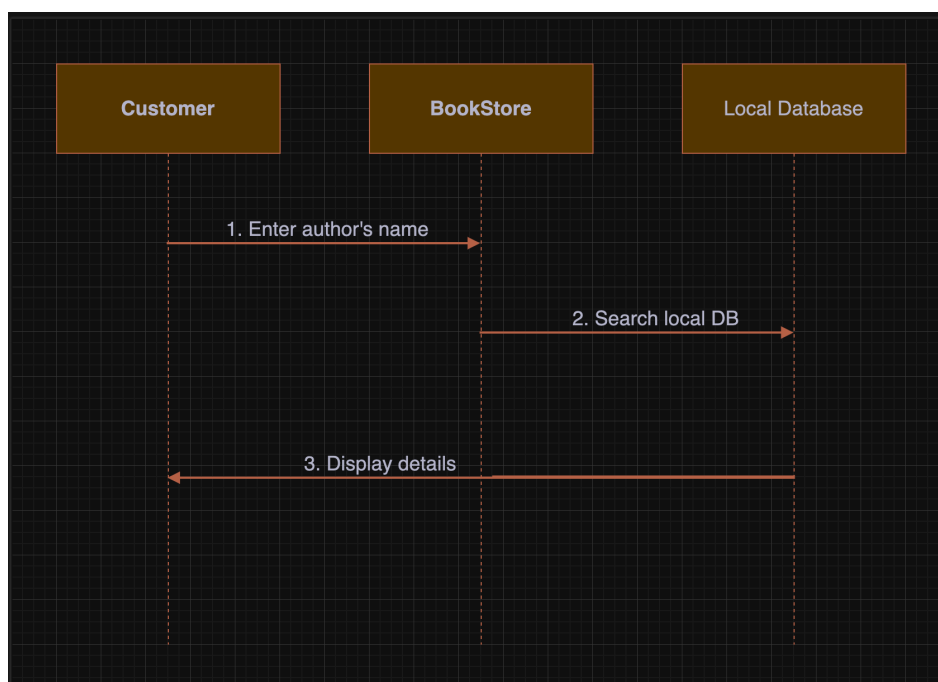 Customer
BookStore
Local Database
1. Enter author's name
2. Search local DB
3. Display details